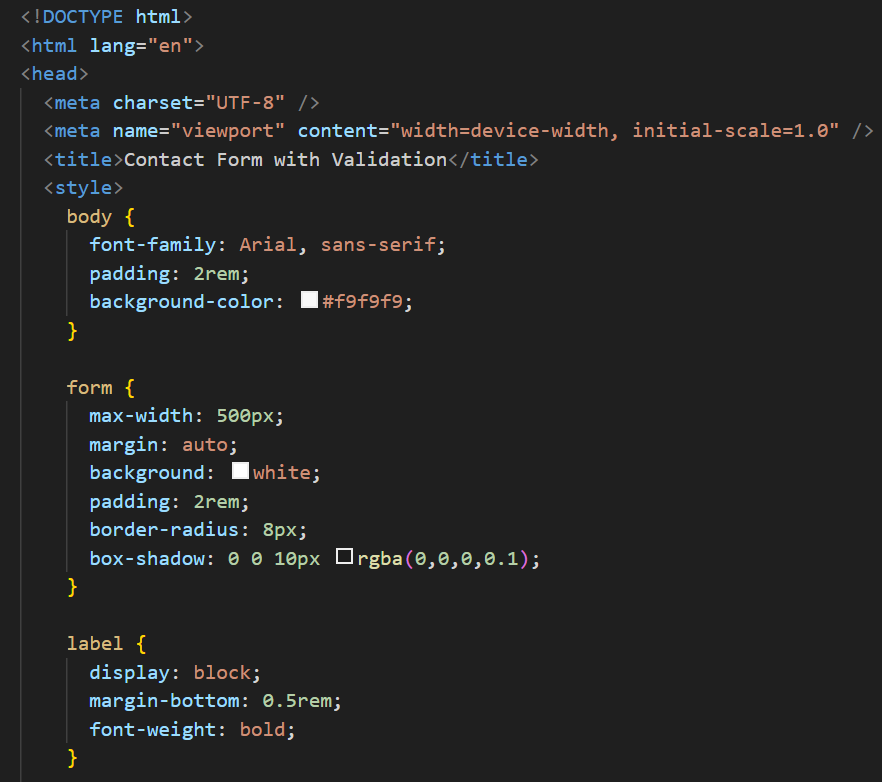 <!DOCTYPE html>
<html lang="en">
<head>
  <meta charset="UTF-8" />
  <meta name="viewport" content="width=device-width, initial-scale=1.0" />
  <title>Contact Form with Validation</title>
  <style>
    body {
      font-family: Arial, sans-serif;
      padding: 2rem;
      background-color: #f9f9f9;
    }

    form {
      max-width: 500px;
      margin: auto;
      background: white;
      padding: 2rem;
      border-radius: 8px;
      box-shadow: 0 0 10px rgba(0,0,0,0.1);
    }

    label {
      display: block;
      margin-bottom: 0.5rem;
      font-weight: bold;
    }